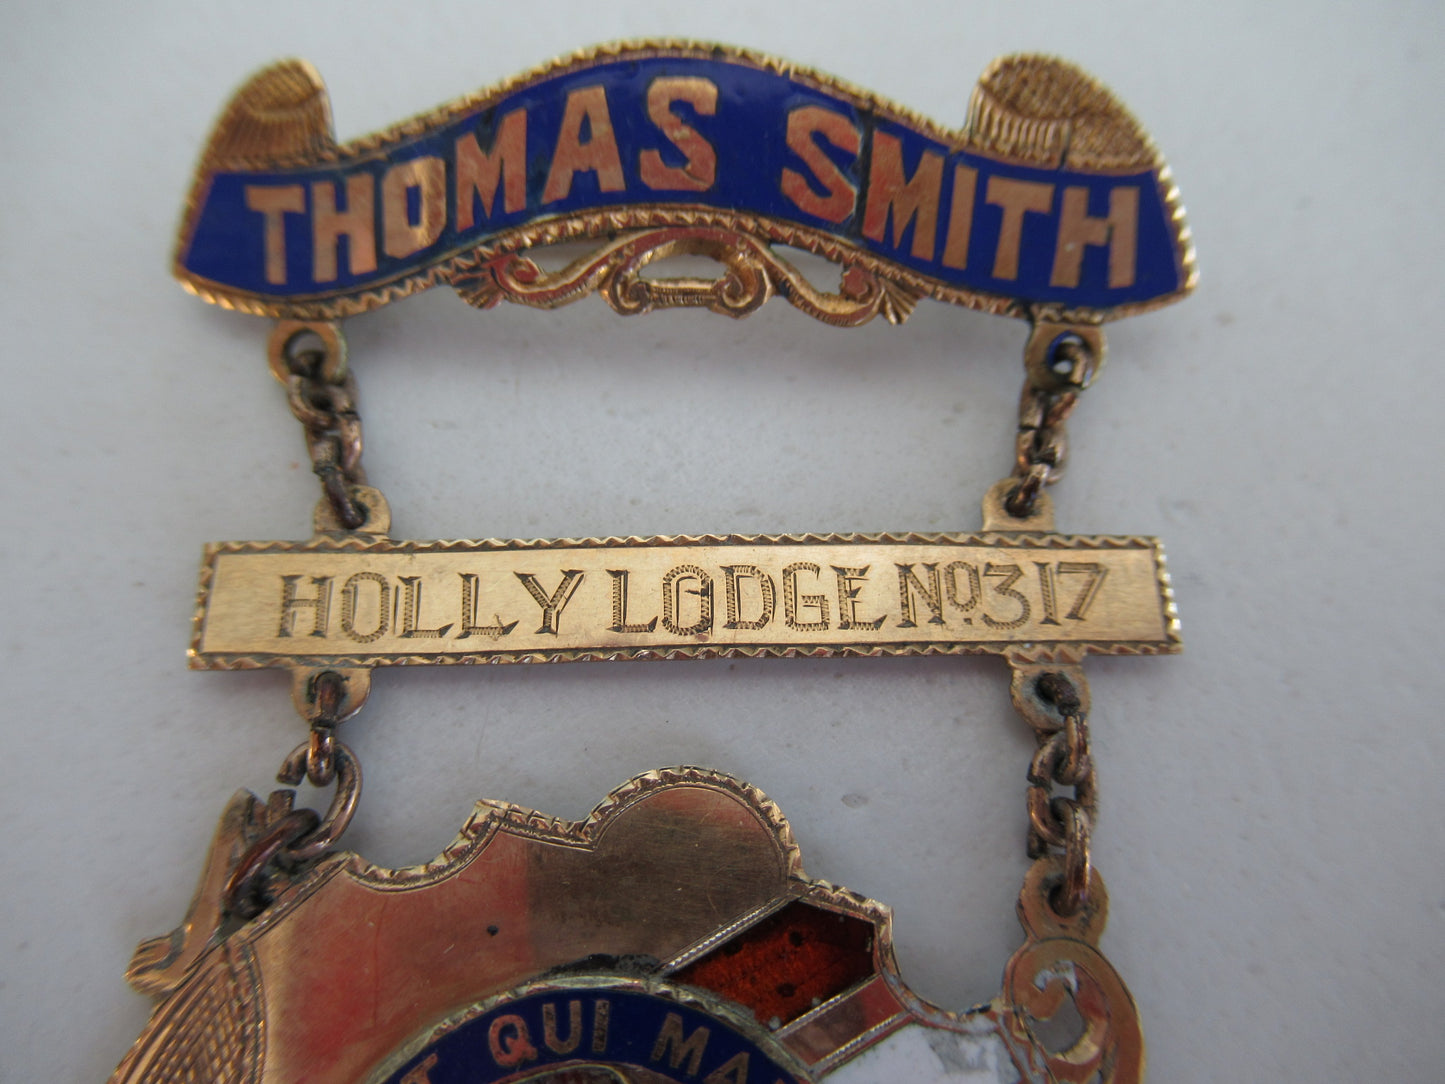 THOMAS SMITH
HOLLY LODGE No. 317
QUI